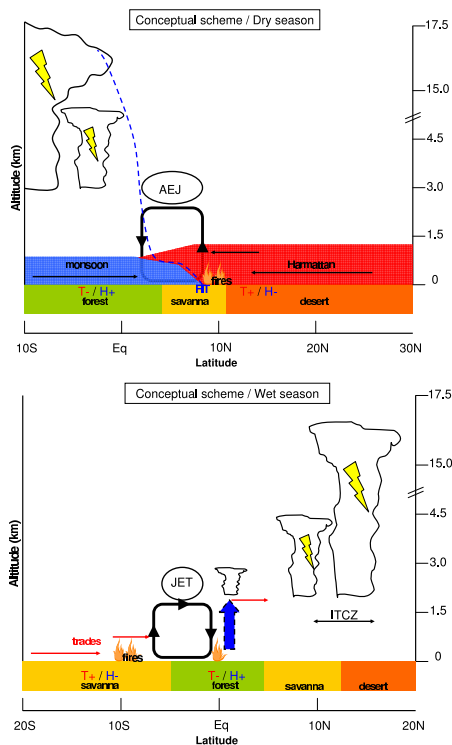 Conceptual scheme / Dry season
17.5
15.0
4.5
3.0
1.5
0
Altitude (km)
AEJ
monsoon
Harmattan
fires
FIT
T- / H+
T+ / H-
forest
savanna
desert
10S
Eq
10N
20N
30N
Latitude
Conceptual scheme / Wet season
17.5
15.0
4.5
3.0
1.5
0
Altitude (km)
JET
ITCZ
trades
fires
T+ / H-
T- / H+
savanna
forest
savanna
desert
20S
10S
Eq
10N
20N
Latitude